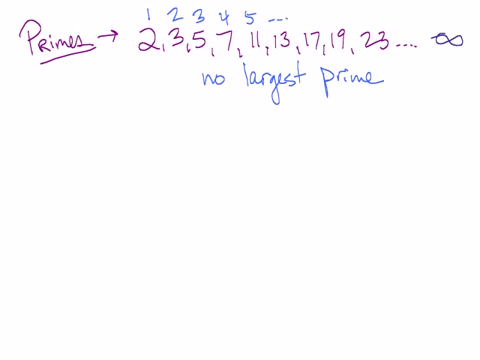 1 2 3 4 5 ...
Primes → 2, 3, 5, 7, 11, 13, 17, 19, 23 .... ∞
no largest prime